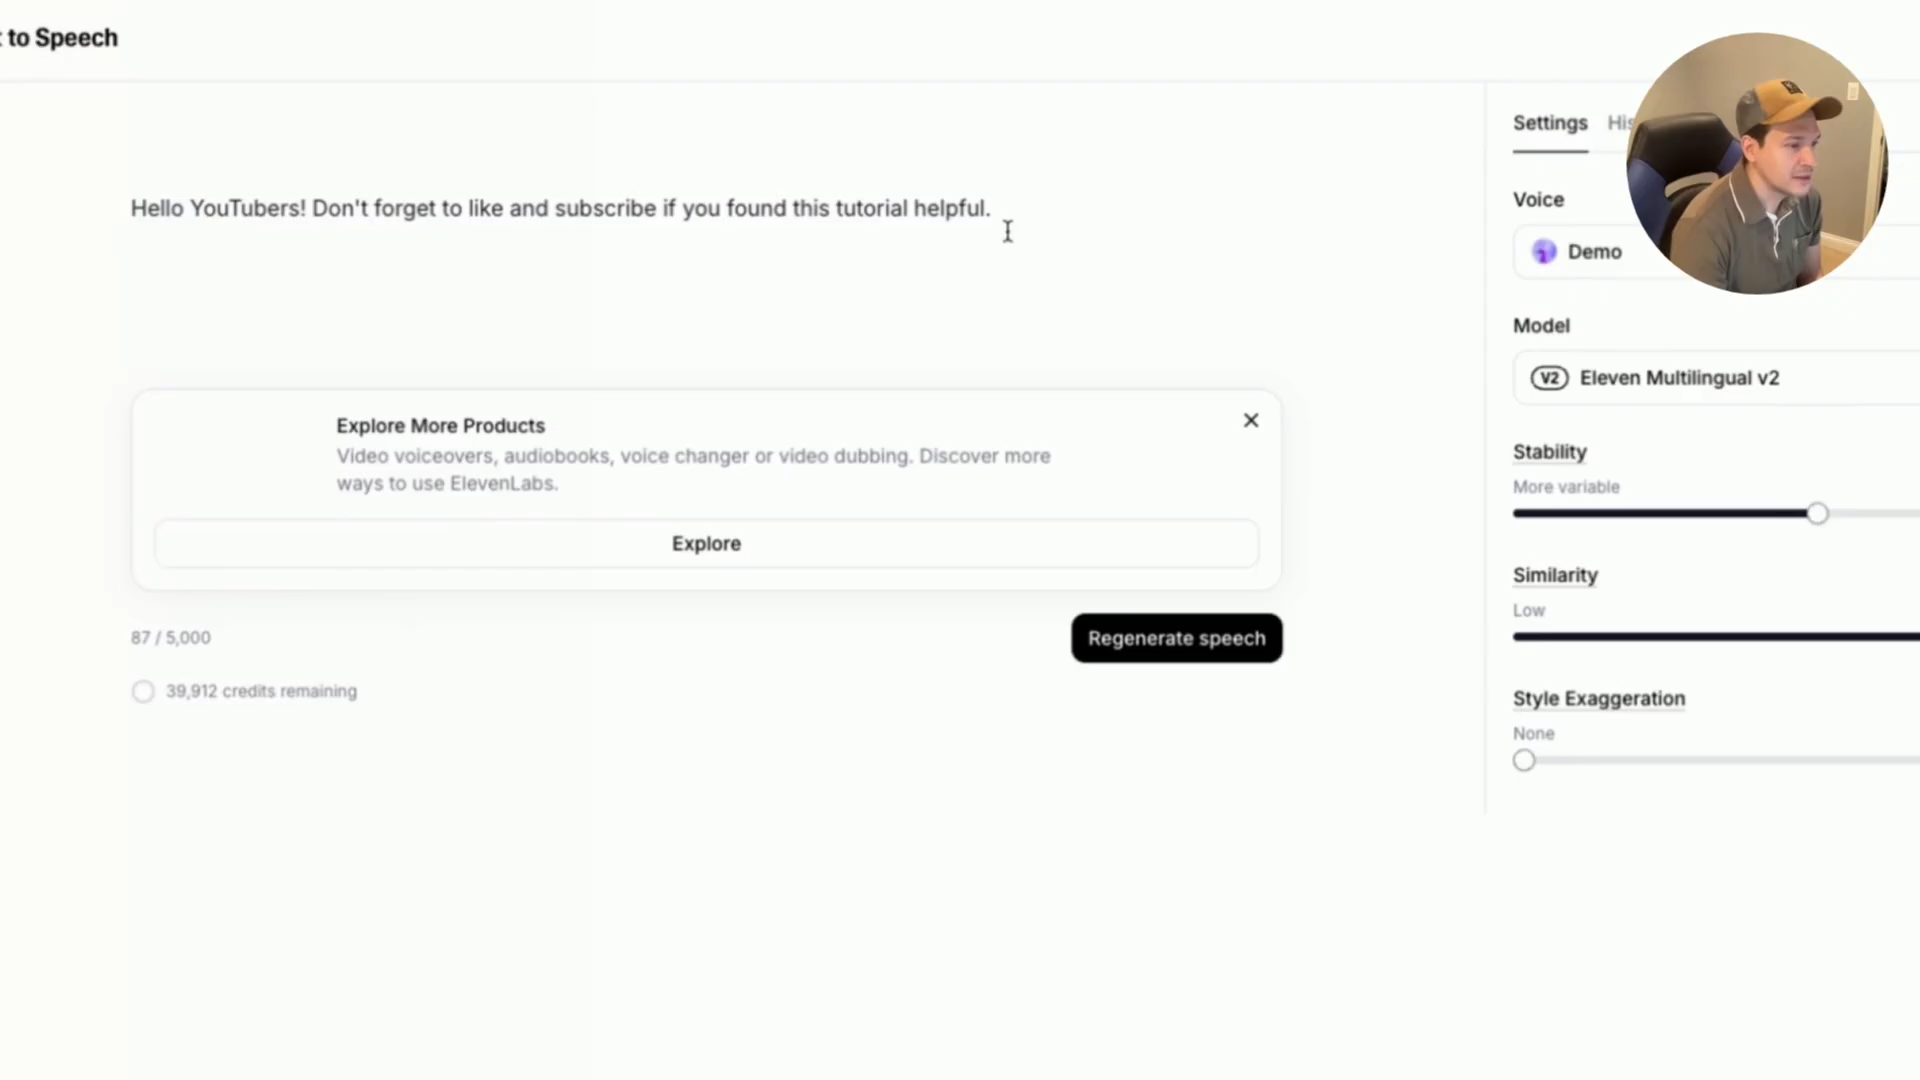 to Speech
Settings
Voice
Hello YouTubers! Don't forget to like and subscribe if you found this tutorial helpful.
Demo
Model
V2 Eleven Multilingual v2
Explore More Products
Video voiceovers, audiobooks, voice changer or video dubbing. Discover more
ways to use ElevenLabs.
Explore
Stability
More variable
Similarity
Low
87 / 5,000
Regenerate speech
39,912 credits remaining
Style Exaggeration
None